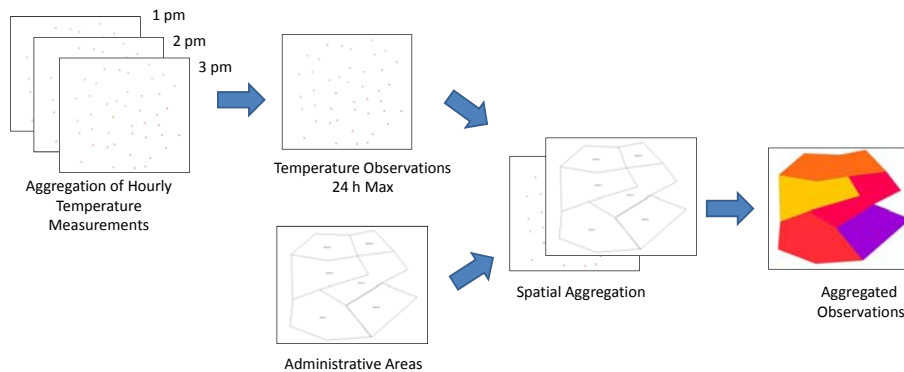 1 pm
2 pm
3 pm
Aggregation of Hourly
Temperature
Measurements
Temperature Observations
24 h Max
Administrative Areas
Spatial Aggregation
Aggregated
Observations